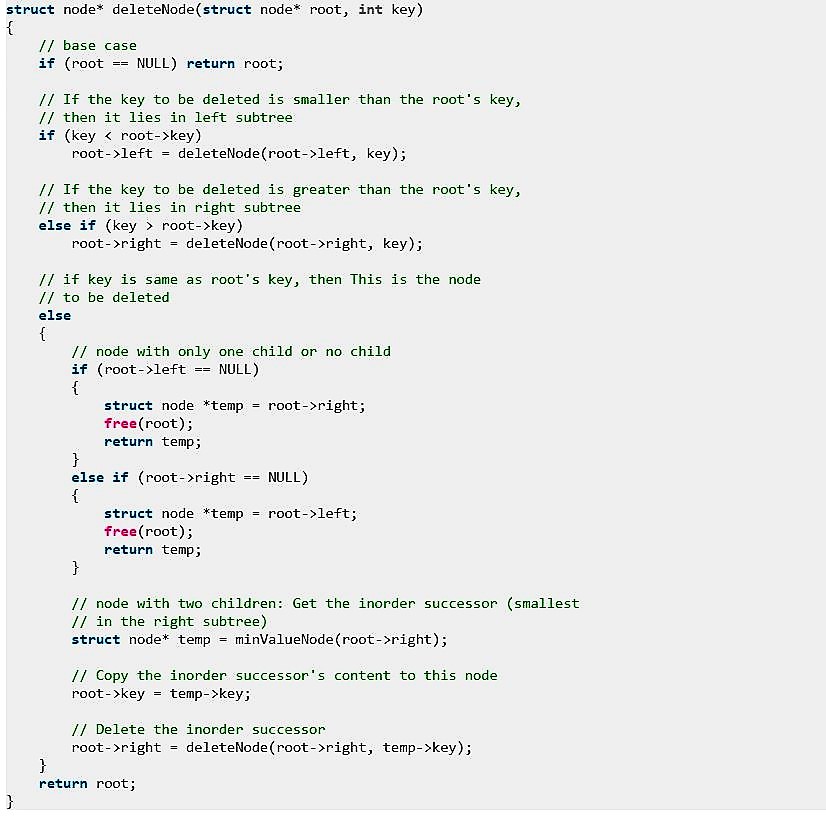 struct node* deleteNode(struct node* root, int key)
{
    // base case
    if (root == NULL) return root;

    // If the key to be deleted is smaller than the root's key,
    // then it lies in left subtree
    if (key < root->key)
        root->left = deleteNode(root->left, key);

    // If the key to be deleted is greater than the root's key,
    // then it lies in right subtree
    else if (key > root->key)
        root->right = deleteNode(root->right, key);

    // if key is same as root's key, then This is the node
    // to be deleted
    else
    {
        // node with only one child or no child
        if (root->left == NULL)
        {
            struct node *temp = root->right;
            free(root);
            return temp;
        }
        else if (root->right == NULL)
        {
            struct node *temp = root->left;
            free(root);
            return temp;
        }

        // node with two children: Get the inorder successor (smallest
        // in the right subtree)
        struct node* temp = minValueNode(root->right);

        // Copy the inorder successor's content to this node
        root->key = temp->key;

        // Delete the inorder successor
        root->right = deleteNode(root->right, temp->key);
    }
    return root;
}